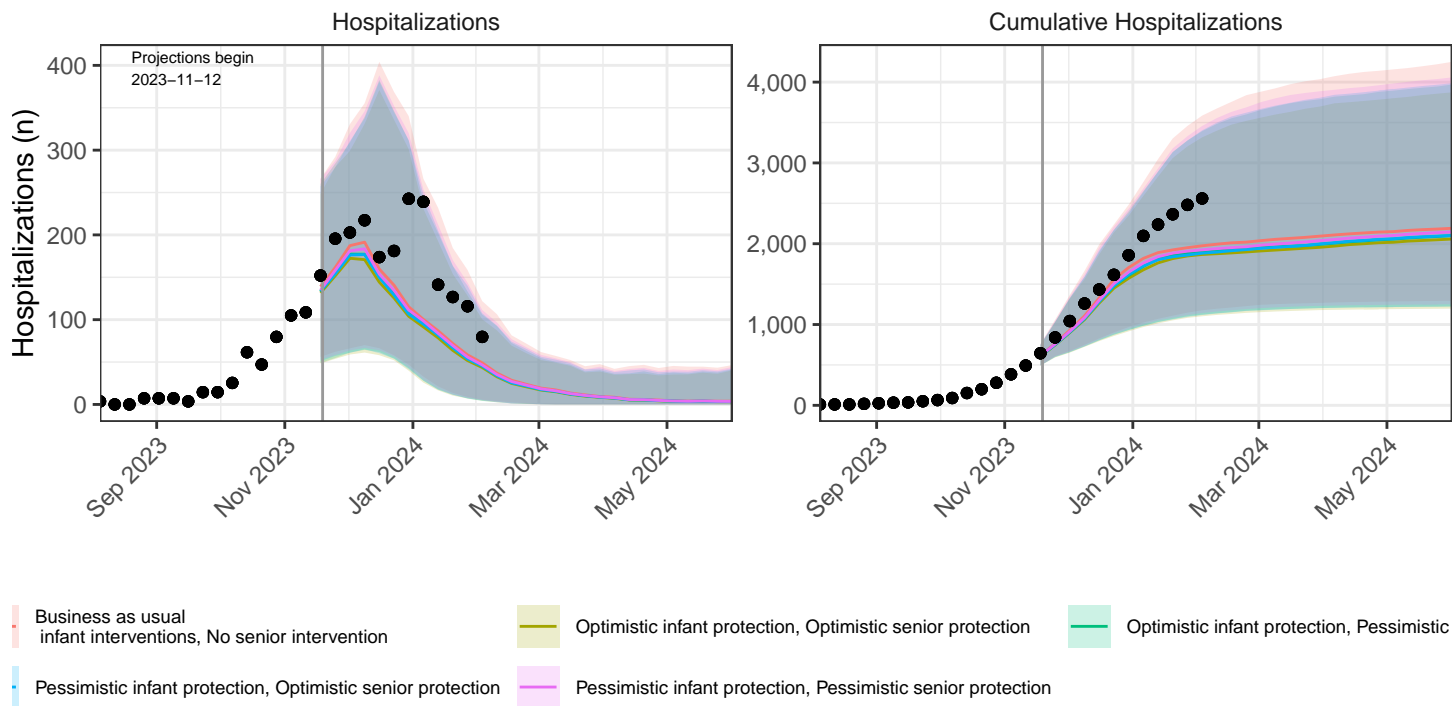 Hospitalizations
Cumulative Hospitalizations
Projections begin
2023−11−12
Hospitalizations (n)
400
300
200
100
0
4,000
3,000
2,000
1,000
0
Sep 2023
Nov 2023
Jan 2024
Mar 2024
May 2024
Sep 2023
Nov 2023
Jan 2024
Mar 2024
May 2024
Business as usual
infant interventions, No senior intervention
Optimistic infant protection, Optimistic senior protection
Optimistic infant protection, Pessimistic
Pessimistic infant protection, Optimistic senior protection
Pessimistic infant protection, Pessimistic senior protection